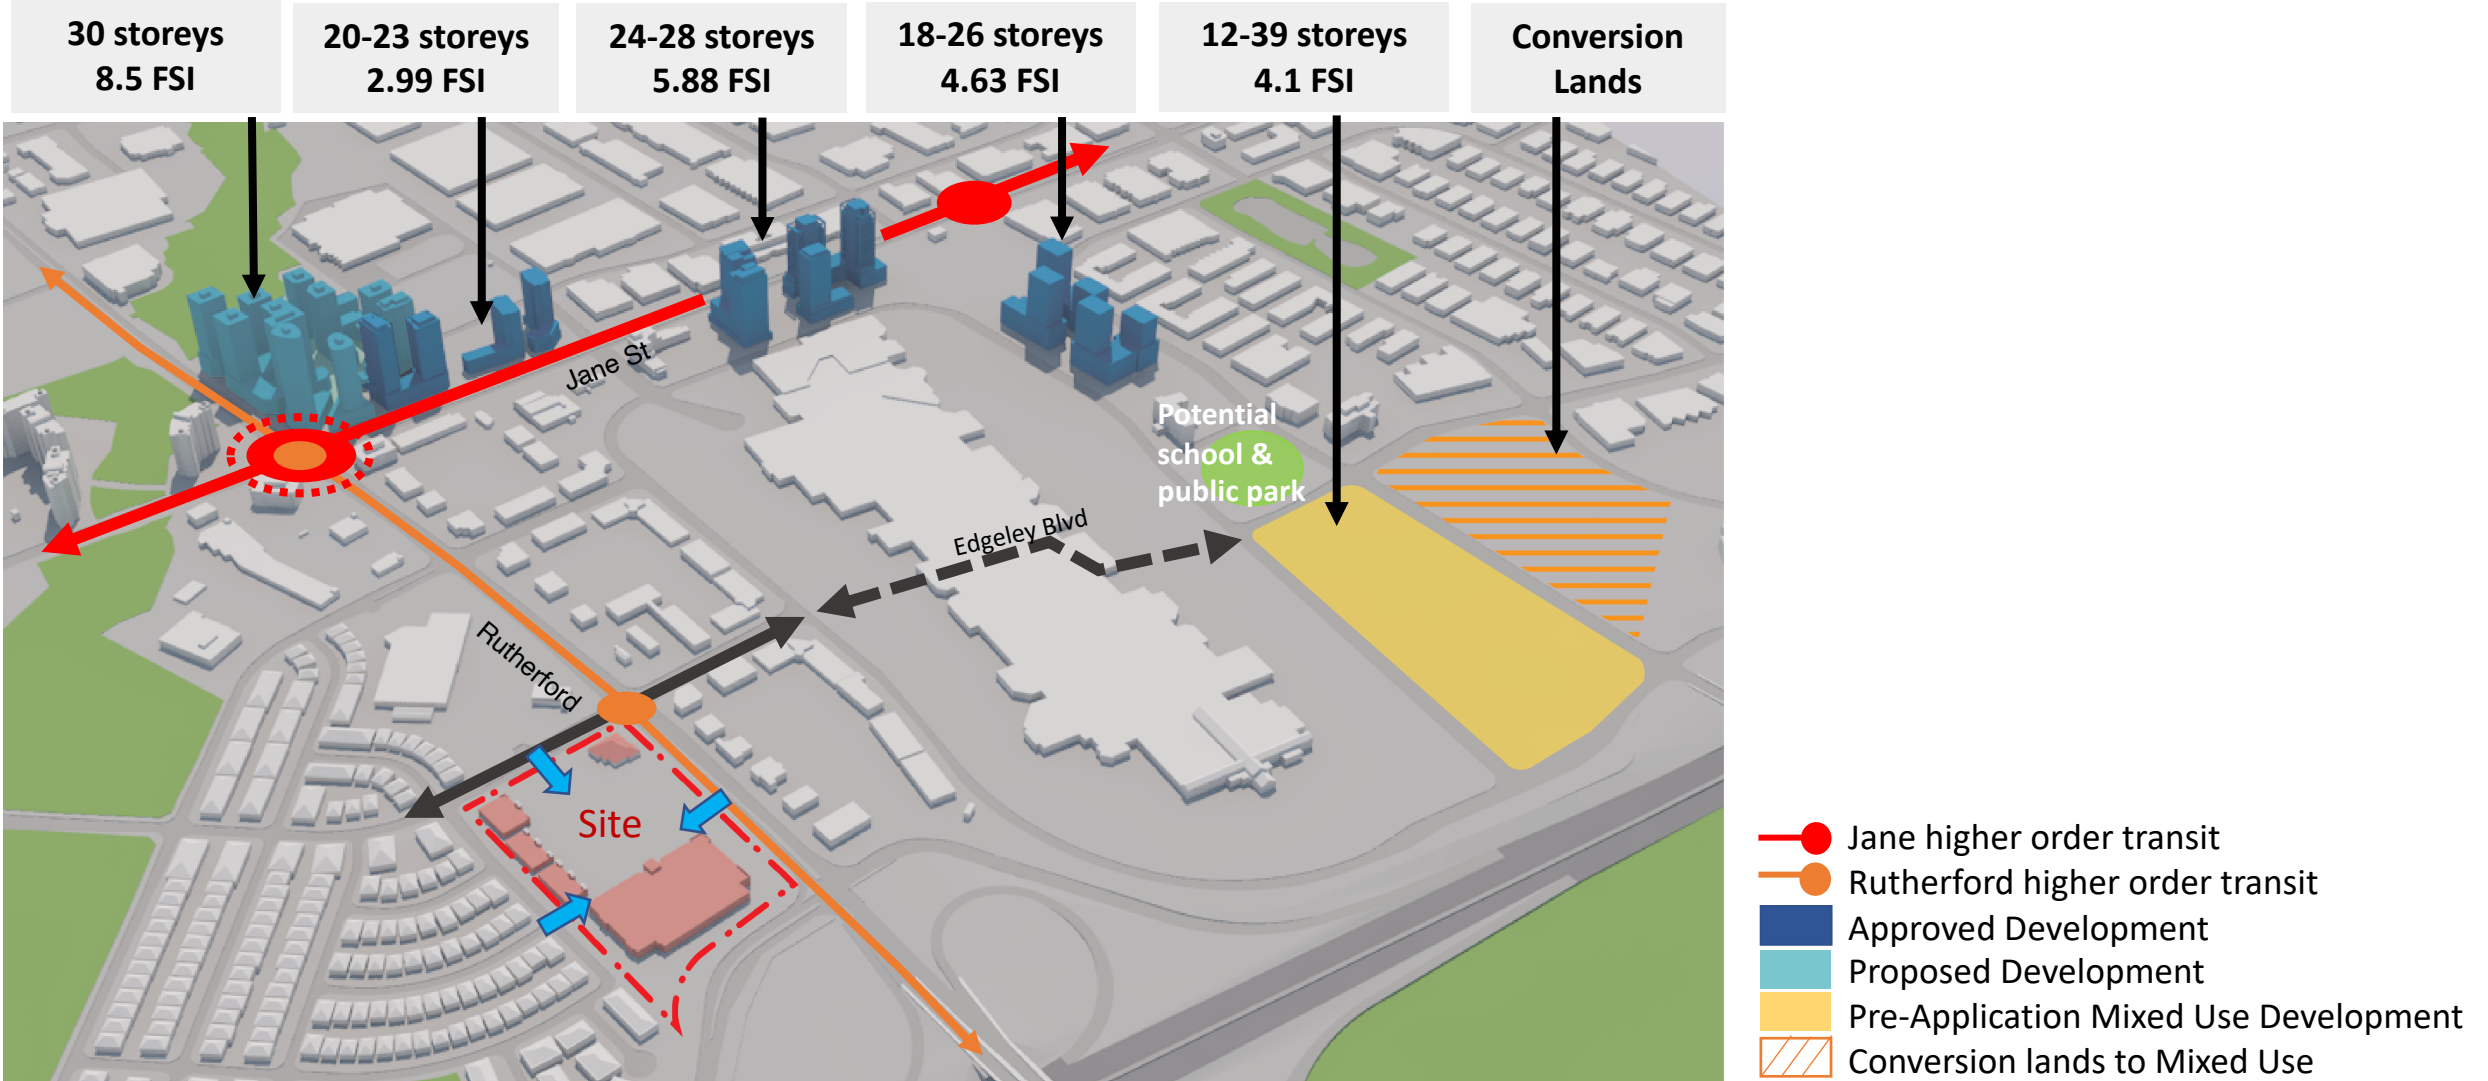 30 storeys
8.5 FSI
20-23 storeys
2.99 FSI
24-28 storeys
5.88 FSI
18-26 storeys
4.63 FSI
12-39 storeys
4.1 FSI
Conversion
Lands
Jane St
Potential
school &
public park
Edgeley Blvd
Rutherford
Site
Jane higher order transit
Rutherford higher order transit
Approved Development
Proposed Development
Pre-Application Mixed Use Development
Conversion lands to Mixed Use